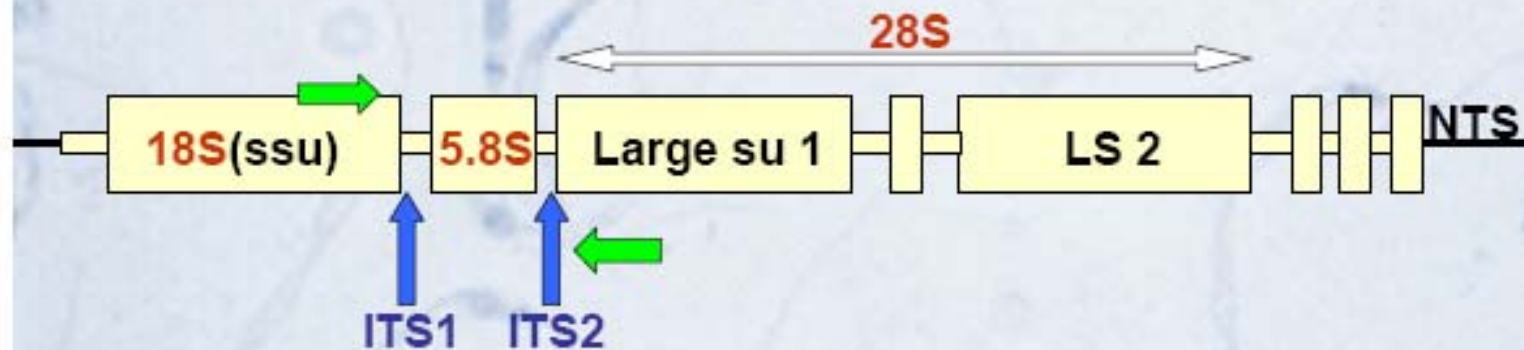 28S
18S(ssu) 5.8S Large su 1 LS 2 NTS
ITS1 ITS2